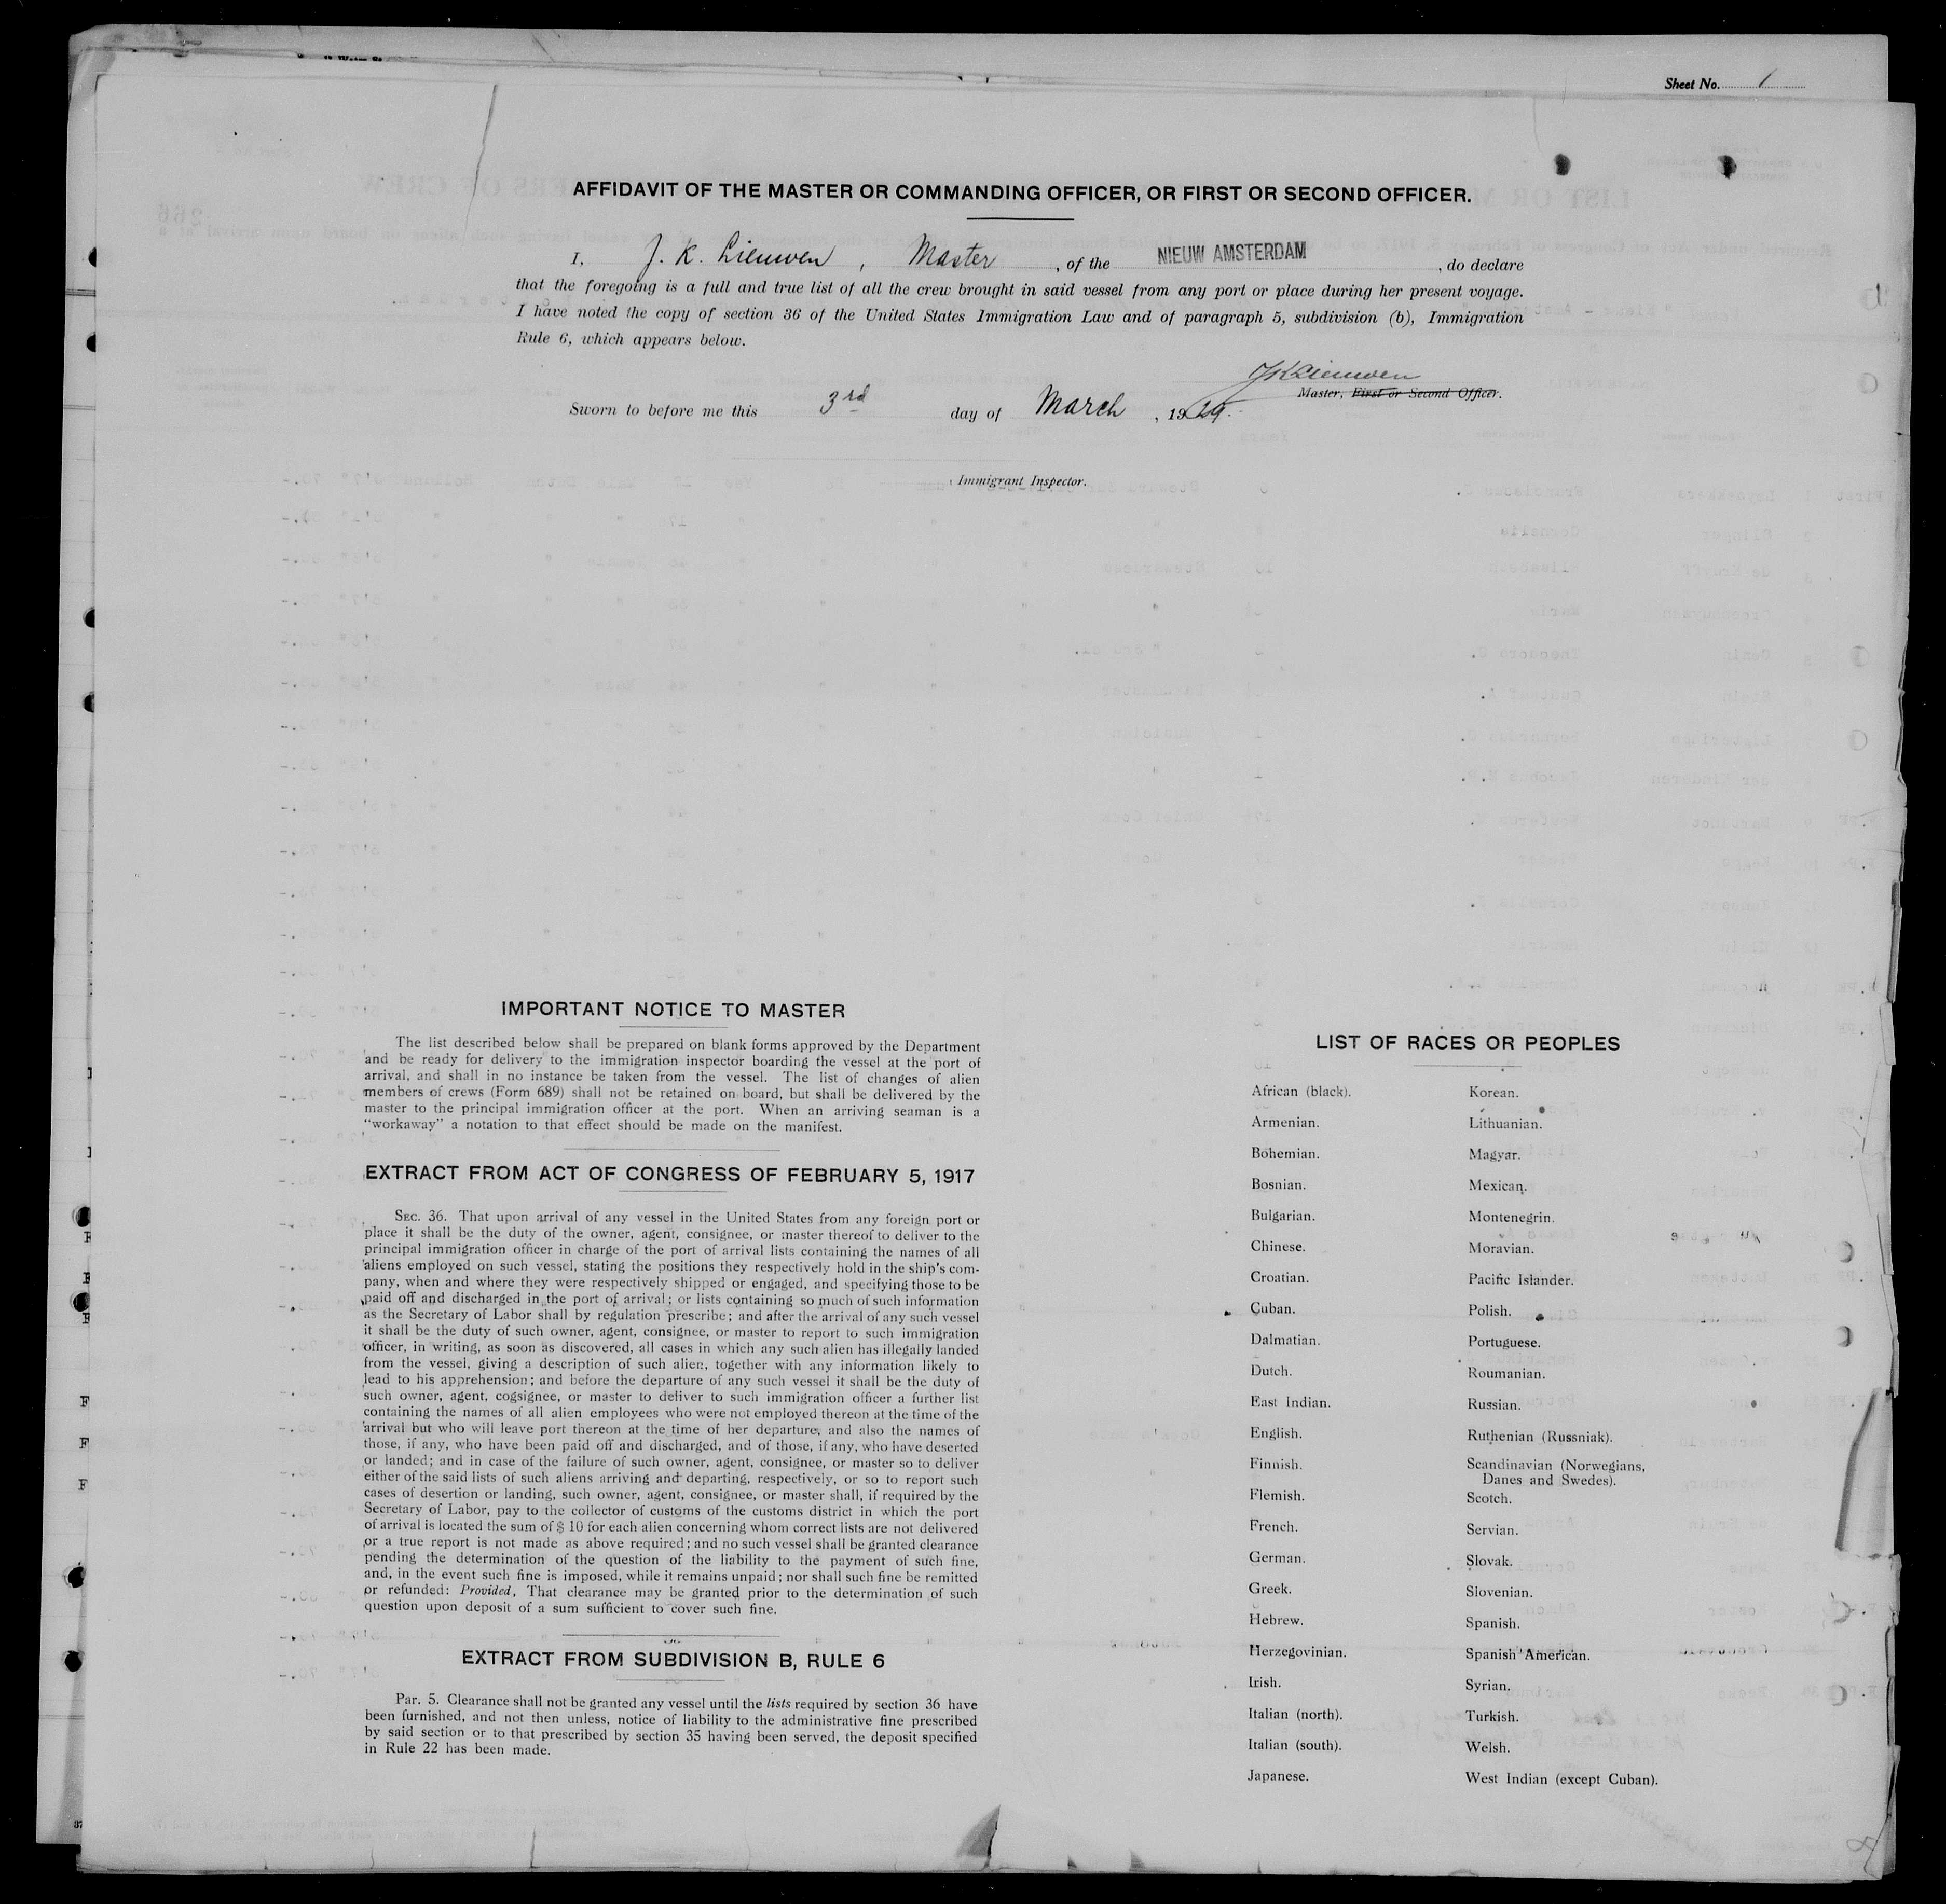 Sheet No. 1
AFFIDAVIT OF THE MASTER OR COMMANDING OFFICER, OR FIRST OR SECOND OFFICER.
I, J. K. Lieuwen, Master, of the NIEUW AMSTERDAM, do declare
that the foregoing is a full and true list of all the crew brought in said vessel from any port or place during her present voyage.
I have noted the copy of section 36 of the United States Immigration Law and of paragraph 5, subdivision (b), Immigration
Rule 6, which appears below.
JKLieuwen
Master, First or Second Officer.
Sworn to before me this 3rd day of March, 1929.
Immigrant Inspector.
IMPORTANT NOTICE TO MASTER
The list described below shall be prepared on blank forms approved by the Department
and be ready for delivery to the immigration inspector boarding the vessel at the port of
arrival, and shall in no instance be taken from the vessel. The list of changes of alien
members of crews (Form 689) shall not be retained on board, but shall be delivered by the
master to the principal immigration officer at the port. When an arriving seaman is a
“workaway” a notation to that effect should be made on the manifest.
EXTRACT FROM ACT OF CONGRESS OF FEBRUARY 5, 1917
SEC. 36. That upon arrival of any vessel in the United States from any foreign port or
place it shall be the duty of the owner, agent, consignee, or master thereof to deliver to the
principal immigration officer in charge of the port of arrival lists containing the names of all
aliens employed on such vessel, stating the positions they respectively hold in the ship's com-
pany, when and where they were respectively shipped or engaged, and specifying those to be
paid off and discharged in the port of arrival; or lists containing so much of such information
as the Secretary of Labor shall by regulation prescribe; and after the arrival of any such vessel
it shall be the duty of such owner, agent, consignee, or master to report to such immigration
officer, in writing, as soon as discovered, all cases in which any such alien has illegally landed
from the vessel, giving a description of such alien, together with any information likely to
lead to his apprehension; and before the departure of any such vessel it shall be the duty of
such owner, agent, cogsignee, or master to deliver to such immigration officer a further list
containing the names of all alien employees who were not employed thereon at the time of the
arrival but who will leave port thereon at the time of her departure, and also the names of
those, if any, who have been paid off and discharged, and of those, if any, who have deserted
or landed; and in case of the failure of such owner, agent, consignee, or master so to deliver
either of the said lists of such aliens arriving and departing, respectively, or so to report such
cases of desertion or landing, such owner, agent, consignee, or master shall, if required by the
Secretary of Labor, pay to the collector of customs of the customs district in which the port
of arrival is located the sum of $ 10 for each alien concerning whom correct lists are not delivered
or a true report is not made as above required; and no such vessel shall be granted clearance
pending the determination of the question of the liability to the payment of such fine,
and, in the event such fine is imposed, while it remains unpaid; nor shall such fine be remitted
or refunded: Provided, That clearance may be granted prior to the determination of such
question upon deposit of a sum sufficient to cover such fine.
EXTRACT FROM SUBDIVISION B, RULE 6
Par. 5. Clearance shall not be granted any vessel until the lists required by section 36 have
been furnished, and not then unless, notice of liability to the administrative fine prescribed
by said section or to that prescribed by section 35 having been served, the deposit specified
in Rule 22 has been made.
LIST OF RACES OR PEOPLES
African (black).
Armenian.
Bohemian.
Bosnian.
Bulgarian.
Chinese.
Croatian.
Cuban.
Dalmatian.
Dutch.
East Indian.
English.
Finnish.
Flemish.
French.
German.
Greek.
Hebrew.
Herzegovinian.
Irish.
Italian (north).
Italian (south).
Japanese.
Korean.
Lithuanian.
Magyar.
Mexican.
Montenegrin.
Moravian.
Pacific Islander.
Polish.
Portuguese.
Roumanian.
Russian.
Ruthenian (Russniak).
Scandinavian (Norwegians,
Danes and Swedes).
Scotch.
Servian.
Slovak.
Slovenian.
Spanish.
Spanish American.
Syrian.
Turkish.
Welsh.
West Indian (except Cuban).